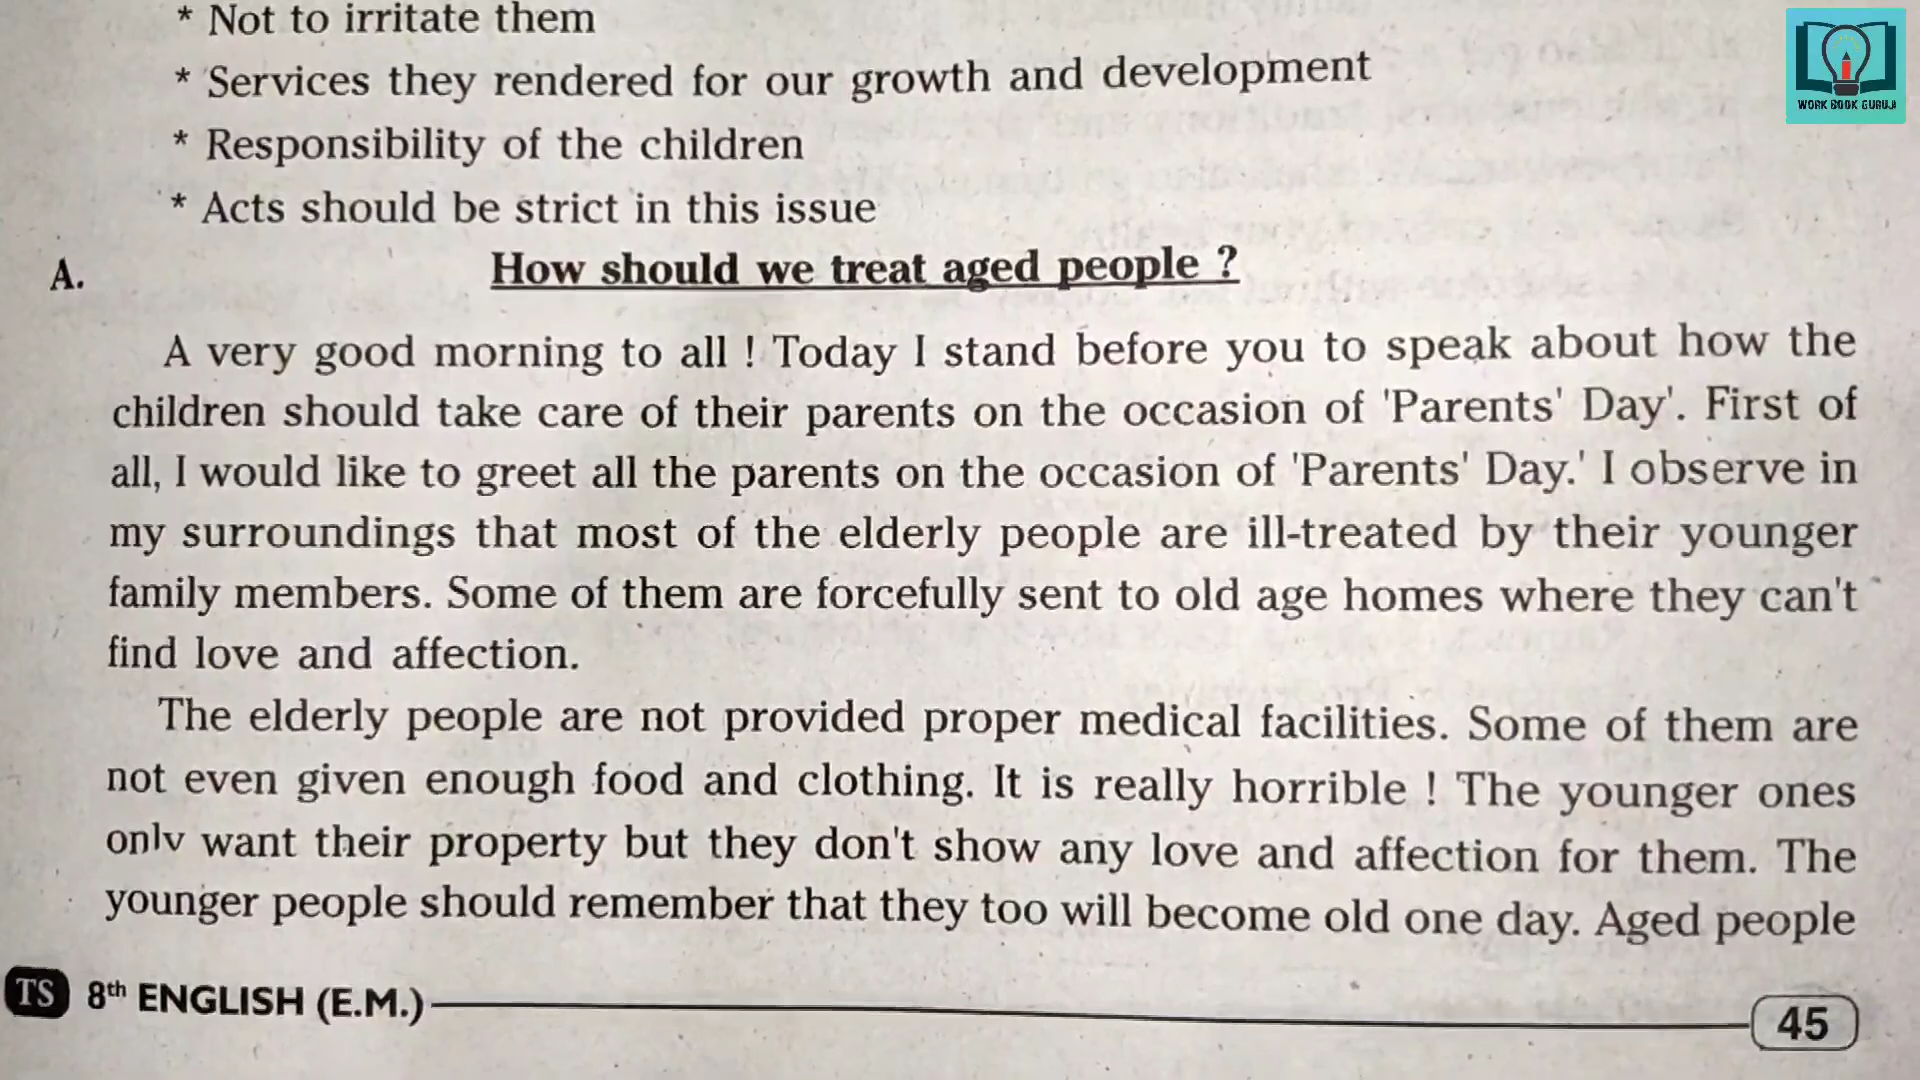 * Not to irritate them
WORK BOOK GURUJI
* Services they rendered for our growth and development
* Responsibility of the children
* Acts should be strict in this issue
A. How should we treat aged people ?
A very good morning to all ! Today I stand before you to speak about how the
children should take care of their parents on the occasion of 'Parents' Day'. First of
all, I would like to greet all the parents on the occasion of 'Parents' Day.' I observe in
my surroundings that most of the elderly people are ill-treated by their younger
family members. Some of them are forcefully sent to old age homes where they can't
find love and affection.
The elderly people are not provided proper medical facilities. Some of them are
not even given enough food and clothing. It is really horrible ! The younger ones
only want their property but they don't show any love and affection for them. The
younger people should remember that they too will become old one day. Aged people
TS 8th ENGLISH (E.M.) 45